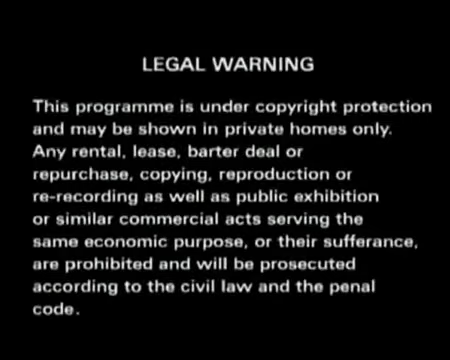 LEGAL WARNING
This programme is under copyright protection
and may be shown in private homes only.
Any rental, lease, barter deal or
repurchase, copying, reproduction or
re-recording as well as public exhibition
or similar commercial acts serving the
same economic purpose, or their sufferance,
are prohibited and will be prosecuted
according to the civil law and the penal
code.